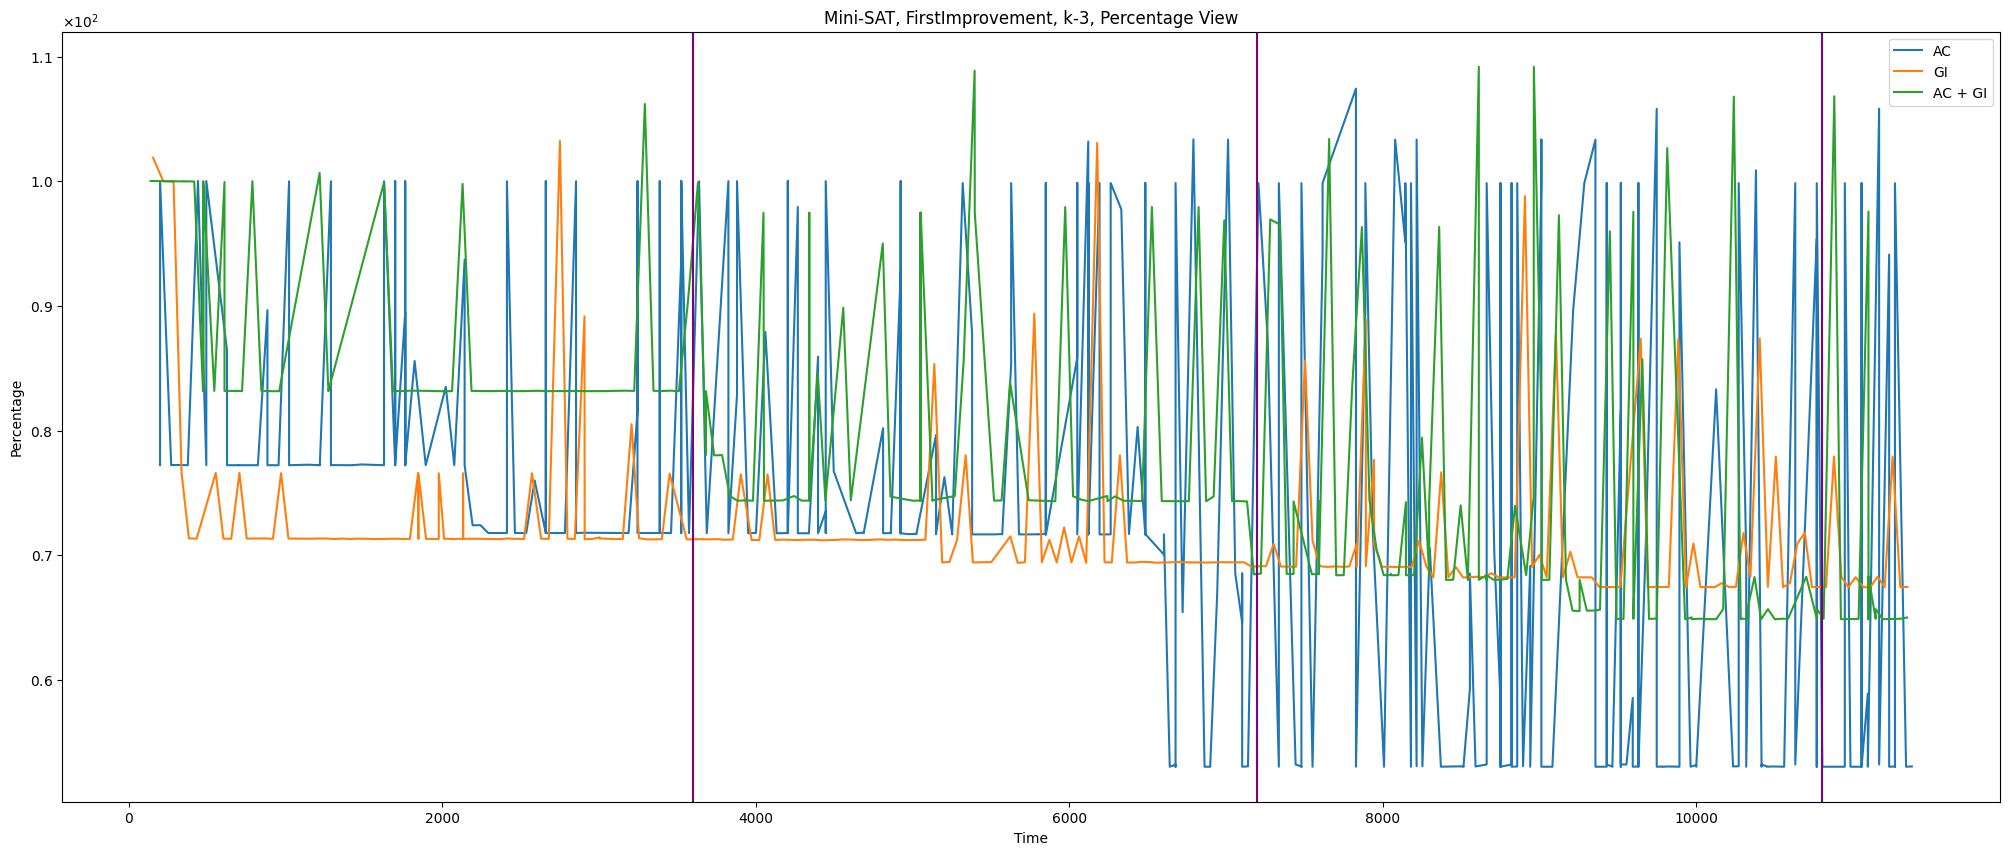 Mini-SAT, FirstImprovement, k-3, Percentage View
×10²
1.1
1.0
0.9
0.8
0.7
0.6
Percentage
0
2000
4000
6000
8000
10000
Time
AC
GI
AC + GI